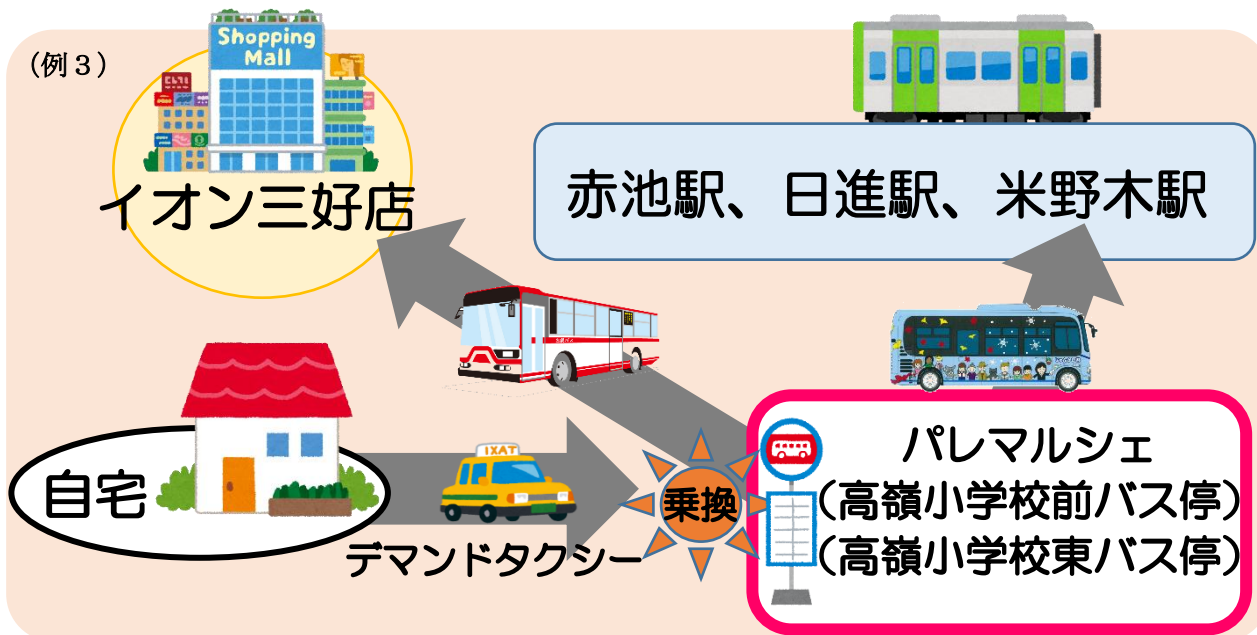 (例3)
Shopping
Mall
イオン三好店
赤池駅、日進駅、米野木駅
自宅
IXAT
デマンドタクシー
乗換
パレマルシェ
(高嶺小学校前バス停)
(高嶺小学校東バス停)